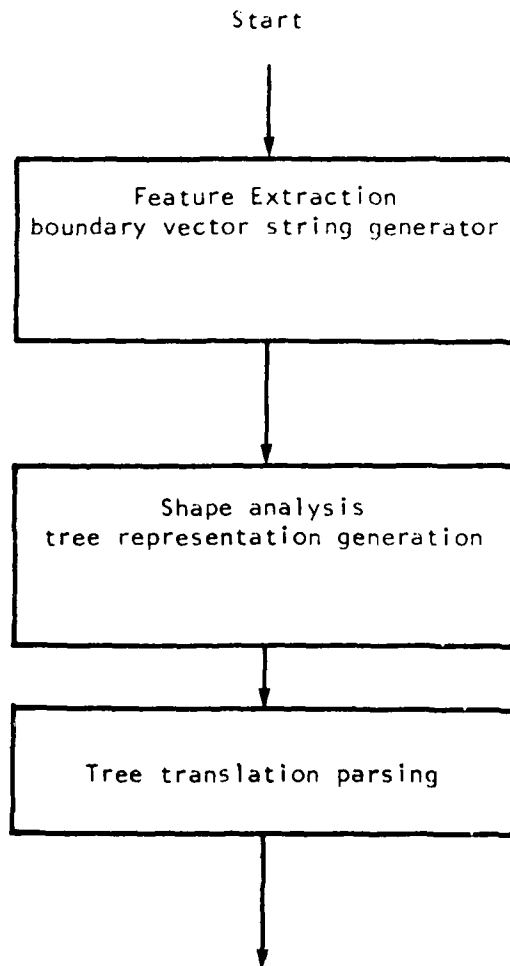 Start
Feature Extraction
boundary vector string generator
Shape analysis
tree representation generation
Tree translation parsing